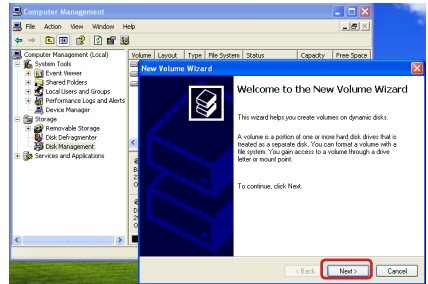 Computer Management
File Action View Window Help
Computer Management (Local)
System Tools
Event Viewer
Shared Folders
Local Users and Groups
Performance Logs and Alerts
Device Manager
Storage
Removable Storage
Disk Defragmenter
Disk Management
Services and Applications
Volume Layout Type File System Status Capacity Free Space
New Volume Wizard
Welcome to the New Volume Wizard
This wizard helps you create volumes on dynamic disks.
A volume is a portion of one or more hard disk drives that is
treated as a separate disk. You can format a volume with a
file system. You gain access to a volume through a drive
letter or mount point.
To continue, click Next.
< Back Next > Cancel